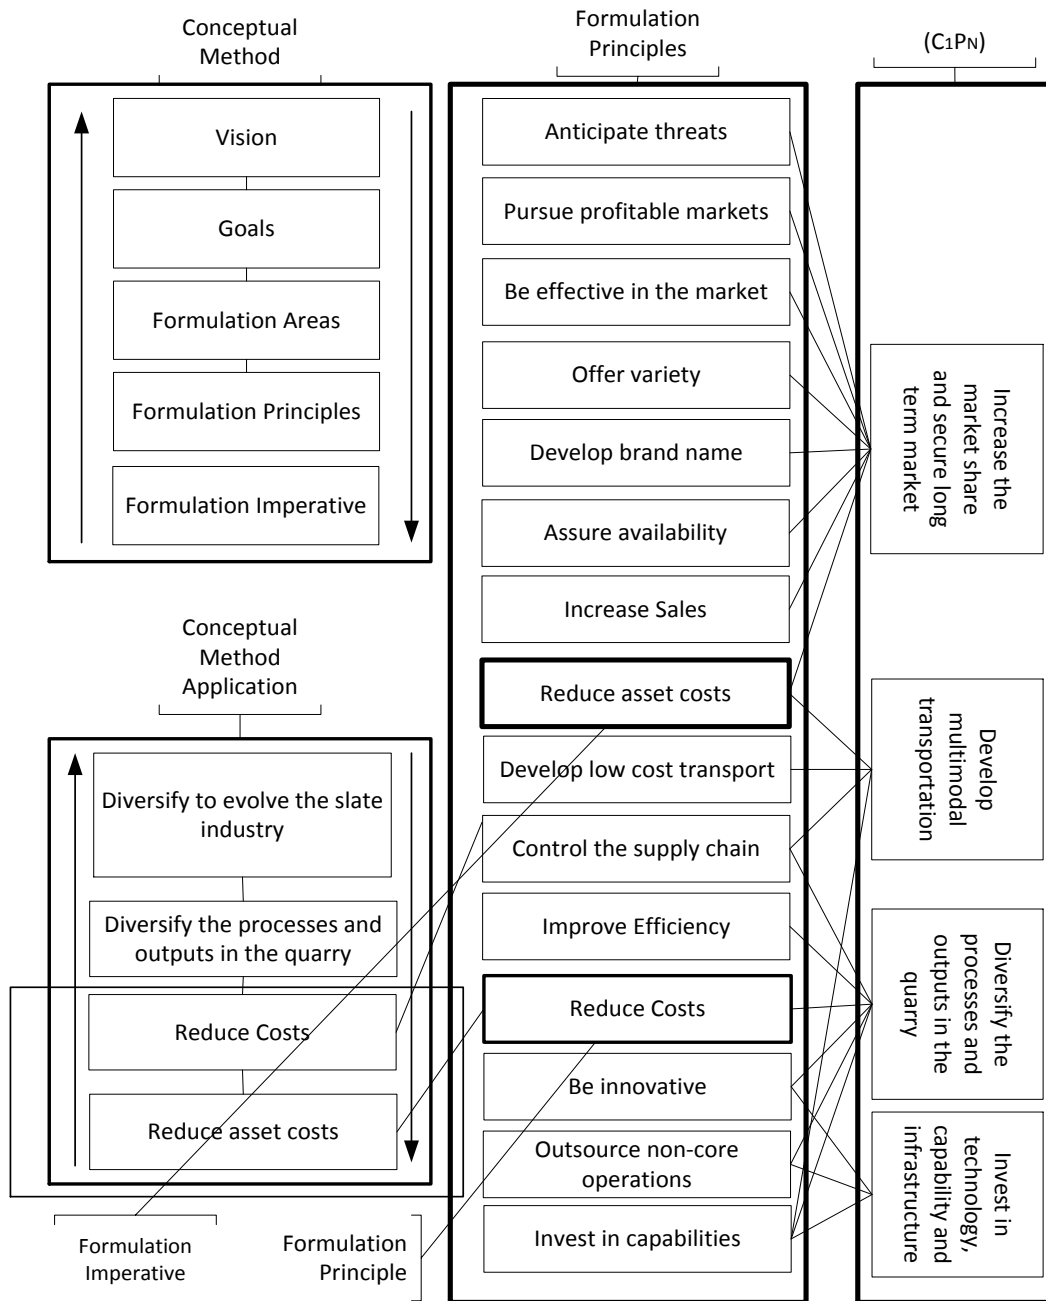 Conceptual
Method
Vision
Goals
Formulation Areas
Formulation Principles
Formulation Imperative
Conceptual
Method
Application
Diversify to evolve the slate
industry
Diversify the processes and
outputs in the quarry
Reduce Costs
Reduce asset costs
Formulation
Imperative
Formulation
Principle
Formulation
Principles
Anticipate threats
Pursue profitable markets
Be effective in the market
Offer variety
Develop brand name
Assure availability
Increase Sales
Reduce asset costs
Develop low cost transport
Control the supply chain
Improve Efficiency
Reduce Costs
Be innovative
Outsource non-core
operations
Invest in capabilities
(C1PN)
Increase the
market share
and secure long
term market
Develop
multimodal
transportation
Diversify the
processes and
outputs in the
quarry
Invest in
technology,
capability and
infrastructure